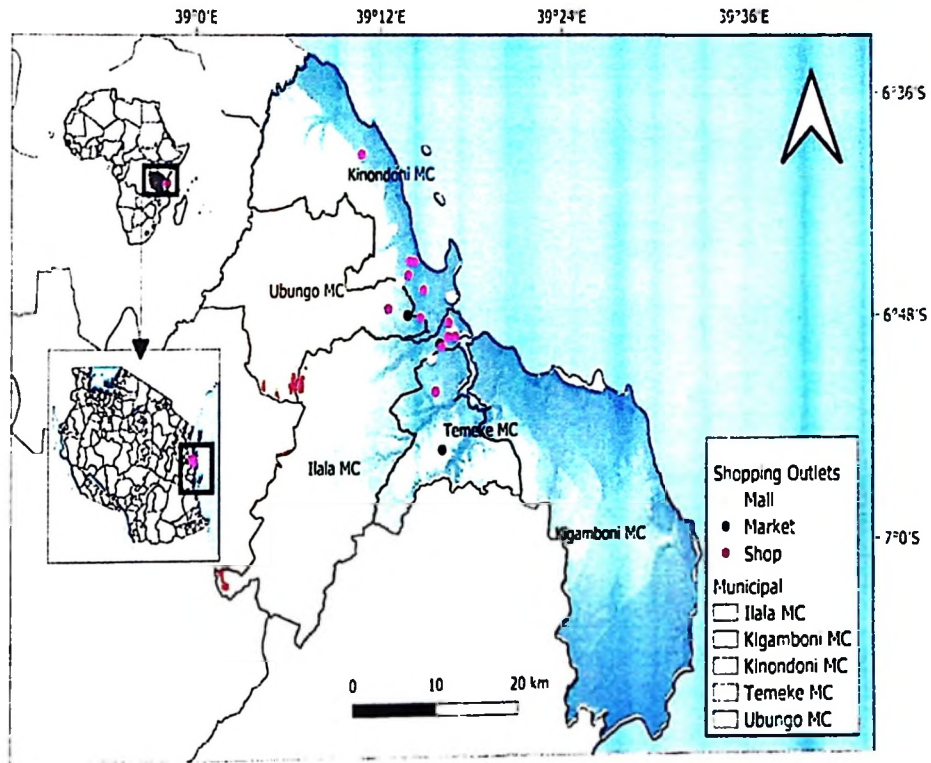 39°0'E 39°12'E 39°24'E 39°36'E
6°36'S
Kinondoni MC
Ubungo MC
6°48'S
Temeke MC
Ilala MC
Kigamboni MC
7°0'S
Shopping Outlets
Mall
Market
Shop
Municipal
Ilala MC
Kigamboni MC
Kinondoni MC
Temeke MC
Ubungo MC
0 10 20 km